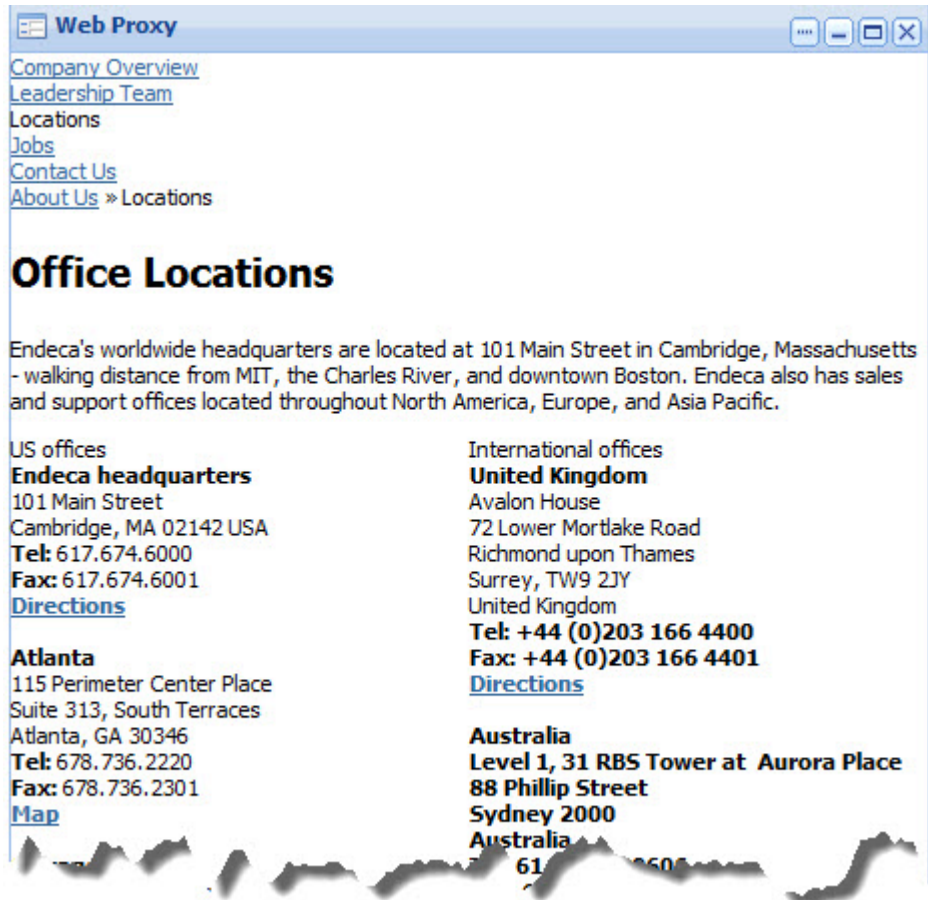 Web Proxy
Company Overview
Leadership Team
Locations
Jobs
Contact Us
About Us » Locations
Office Locations
Endeca's worldwide headquarters are located at 101 Main Street in Cambridge, Massachusetts
- walking distance from MIT, the Charles River, and downtown Boston. Endeca also has sales
and support offices located throughout North America, Europe, and Asia Pacific.
US offices
Endeca headquarters
101 Main Street
Cambridge, MA 02142 USA
Tel: 617.674.6000
Fax: 617.674.6001
Directions
Atlanta
115 Perimeter Center Place
Suite 313, South Terraces
Atlanta, GA 30346
Tel: 678.736.2220
Fax: 678.736.2301
Map
International offices
United Kingdom
Avalon House
72 Lower Mortlake Road
Richmond upon Thames
Surrey, TW9 2JY
United Kingdom
Tel: +44 (0)203 166 4400
Fax: +44 (0)203 166 4401
Directions
Australia
Level 1, 31 RBS Tower at  Aurora Place
88 Phillip Street
Sydney 2000
Australia
61